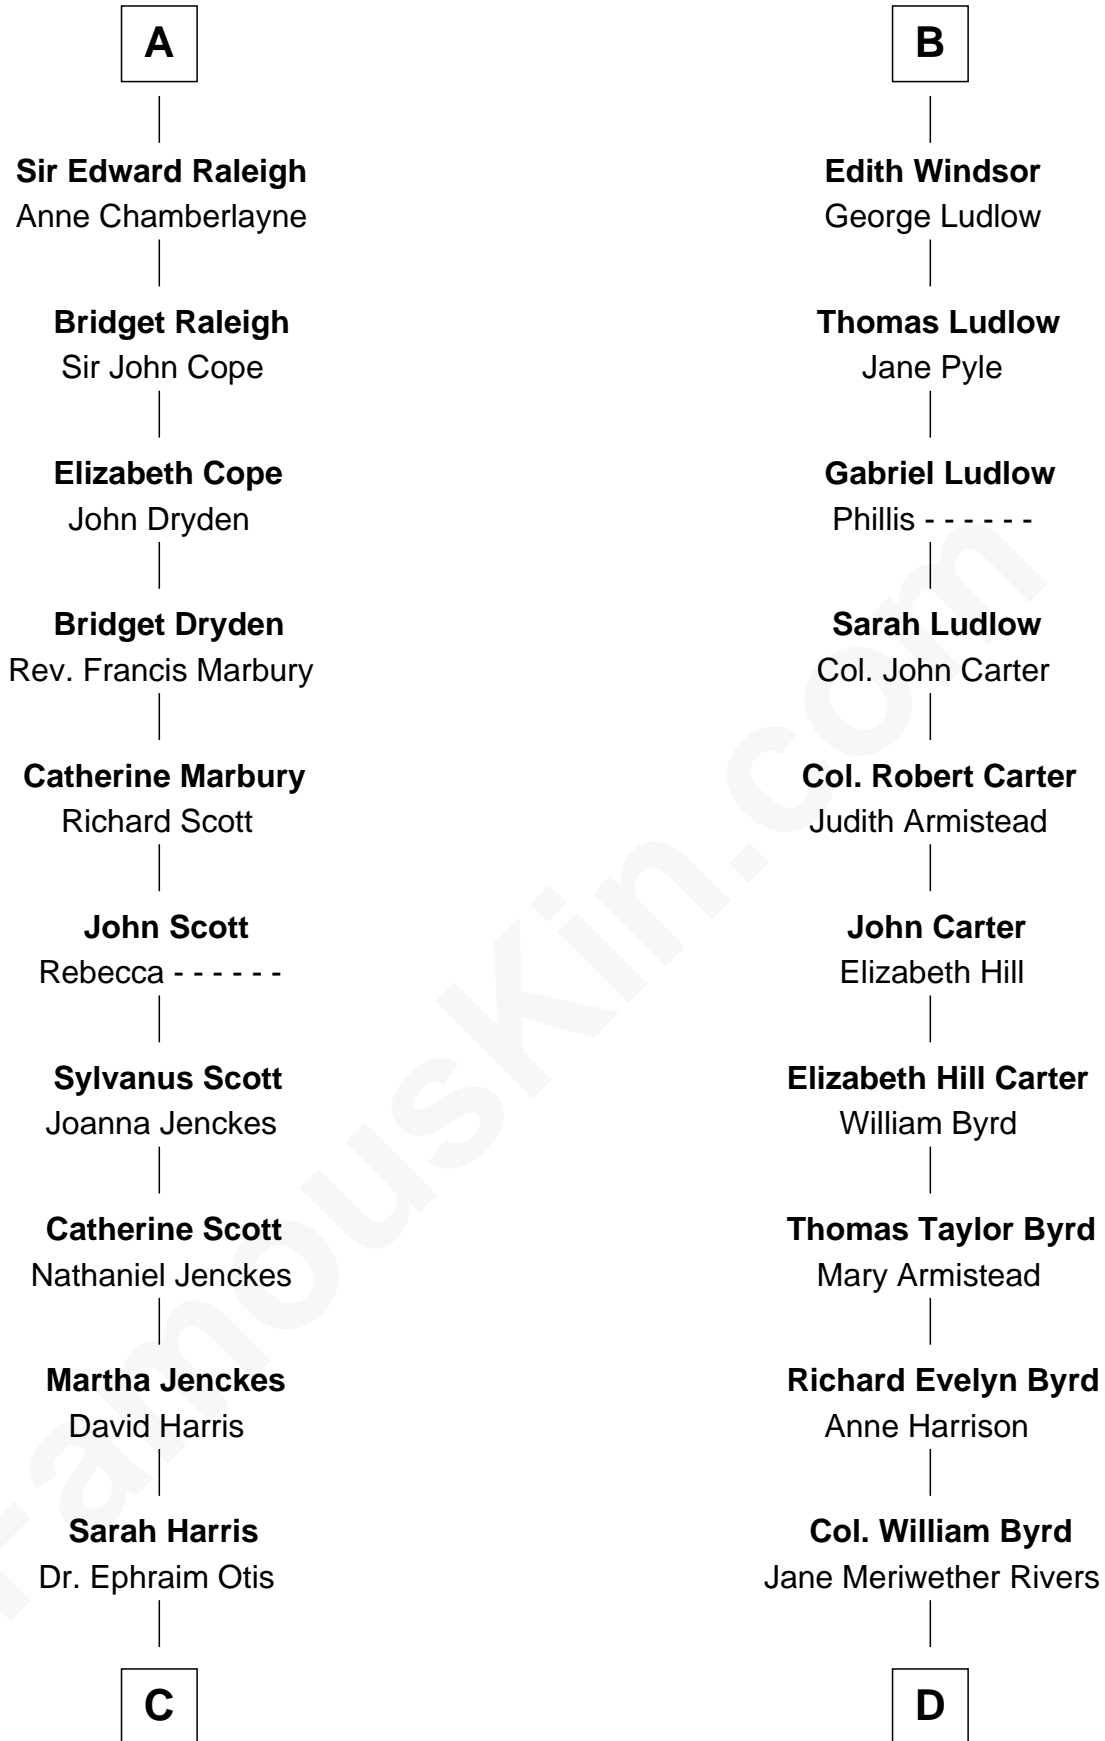 A
Sir Edward Raleigh
Anne Chamberlayne
Bridget Raleigh
Sir John Cope
Elizabeth Cope
John Dryden
Bridget Dryden
Rev. Francis Marbury
Catherine Marbury
Richard Scott
John Scott
Rebecca - - - - - -
Sylvanus Scott
Joanna Jenckes
Catherine Scott
Nathaniel Jenckes
Martha Jenckes
David Harris
Sarah Harris
Dr. Ephraim Otis
C
B
Edith Windsor
George Ludlow
Thomas Ludlow
Jane Pyle
Gabriel Ludlow
Phillis - - - - - -
Sarah Ludlow
Col. John Carter
Col. Robert Carter
Judith Armistead
John Carter
Elizabeth Hill
Elizabeth Hill Carter
William Byrd
Thomas Taylor Byrd
Mary Armistead
Richard Evelyn Byrd
Anne Harrison
Col. William Byrd
Jane Meriwether Rivers
D
FamousKin.com